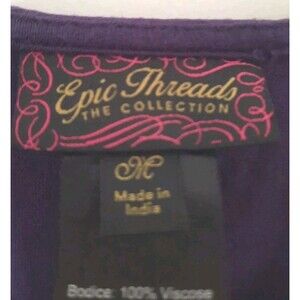 Epic Threads
THE COLLECTION
M
Made in
India
Bodice: 100% Viscose